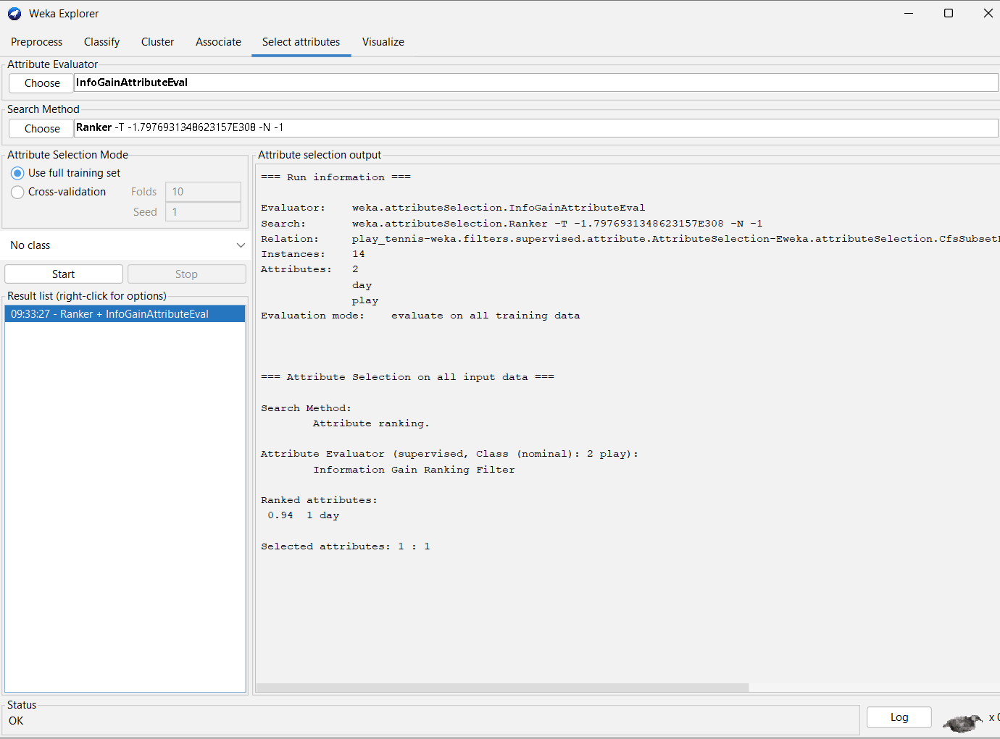 Weka Explorer
Preprocess Classify Cluster Associate Select attributes Visualize
Attribute Evaluator
Choose InfoGainAttributeEval
Search Method
Choose Ranker -T -1.7976931348623157E308 -N -1
Attribute Selection Mode
Use full training set
Cross-validation Folds 10
Seed 1
No class
Start Stop
Result list (right-click for options)
09:33:27 - Ranker + InfoGainAttributeEval
Attribute selection output
=== Run information ===
Evaluator: weka.attributeSelection.InfoGainAttributeEval
Search: weka.attributeSelection.Ranker -T -1.7976931348623157E308 -N -1
Relation: play_tennis-weka.filters.supervised.attribute.AttributeSelection-Eweka.attributeSelection.CfsSubset
Instances: 14
Attributes: 2
day
play
Evaluation mode: evaluate on all training data
=== Attribute Selection on all input data ===
Search Method:
Attribute ranking.
Attribute Evaluator (supervised, Class (nominal): 2 play):
Information Gain Ranking Filter
Ranked attributes:
0.94 1 day
Selected attributes: 1 : 1
Status
OK
Log
x